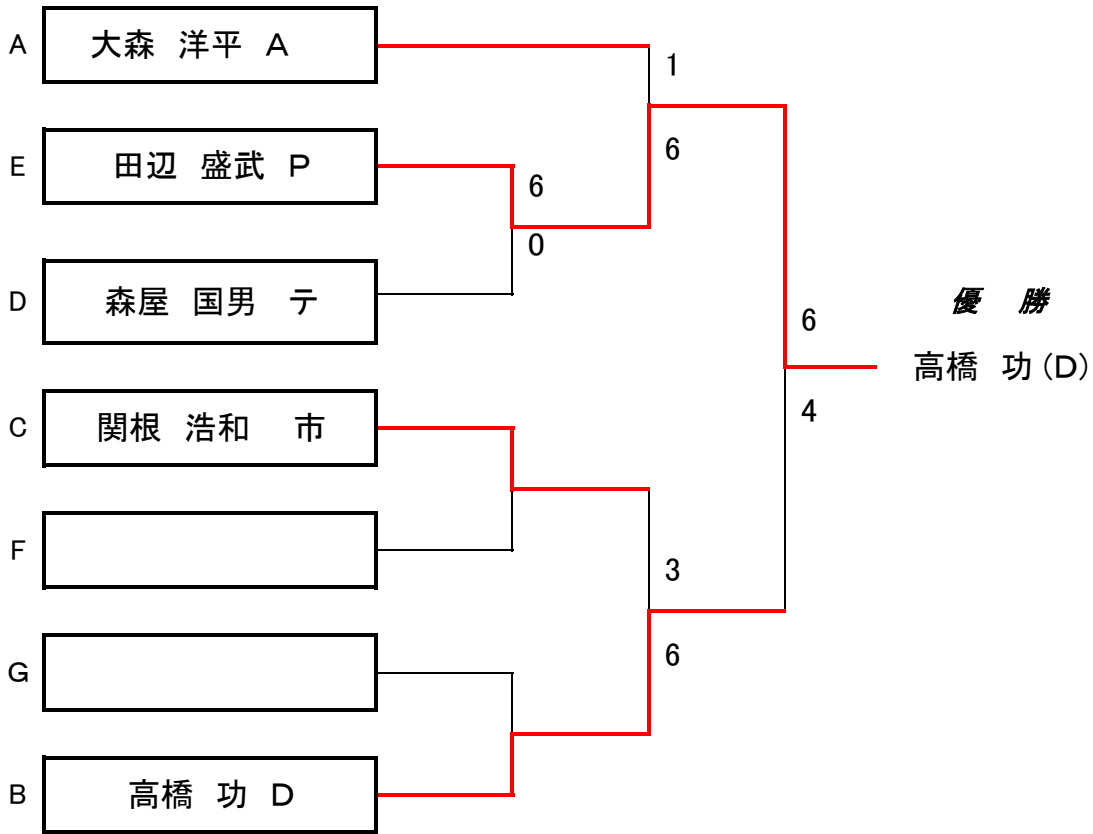 A 大森 洋平 A
1
E 田辺 盛武 P
6
6
0
D 森屋 国男 テ
優 勝
6
高橋 功(D)
C 関根 浩和 市
4
F
3
G
6
B 高橋 功 D